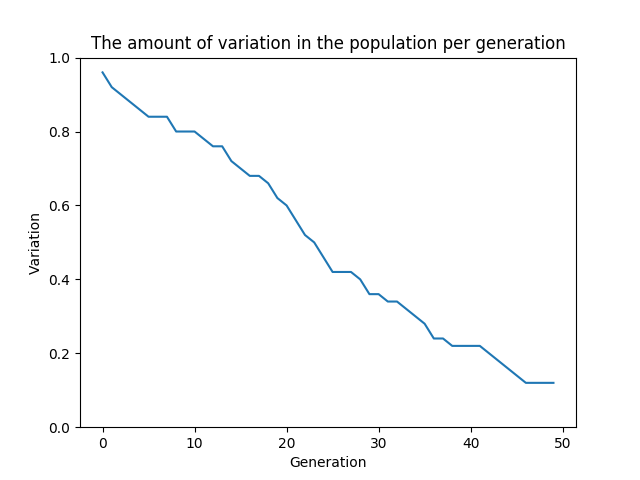 The amount of variation in the population per generation
1.0
0.8
0.6
0.4
0.2
0.0
Variation
0 10 20 30 40 50
Generation